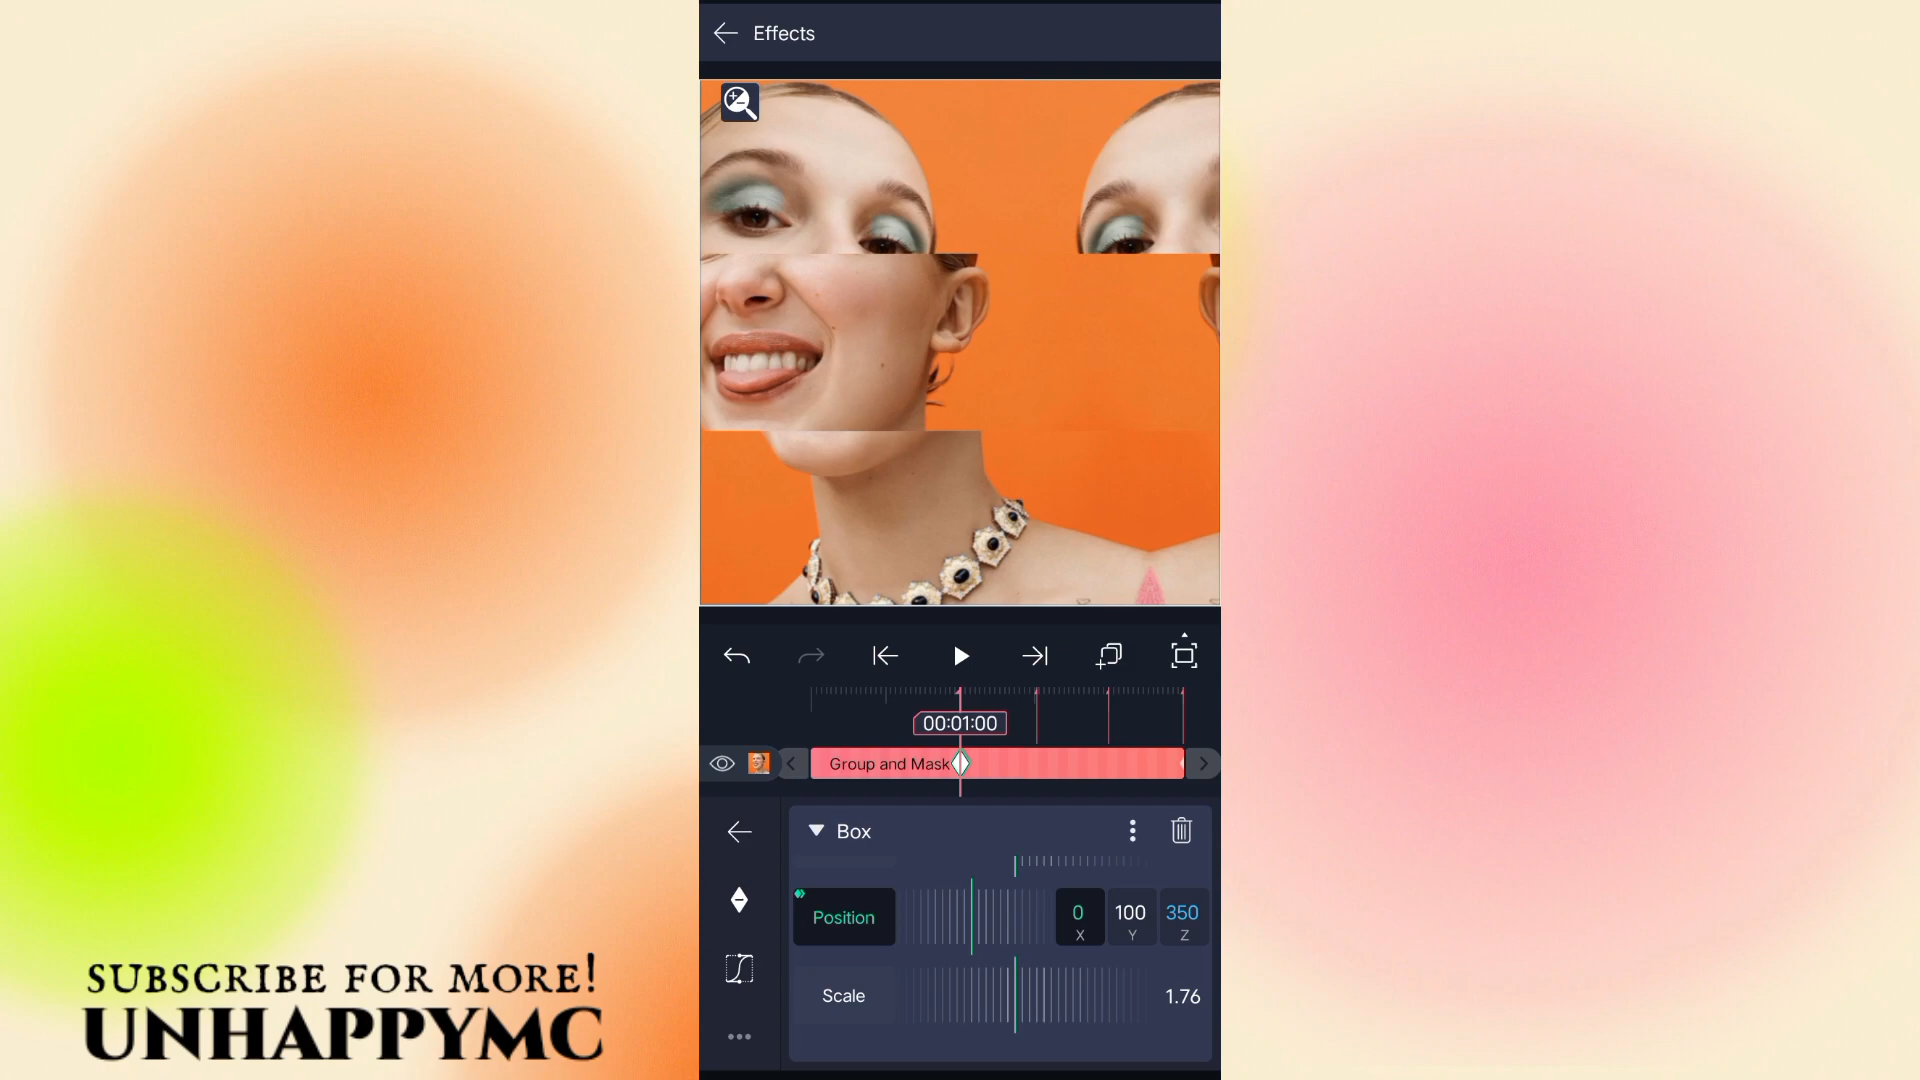 Effects
00:01:00
Group and Mask
Box
Position
0
X
100
Y
350
Z
Scale
1.76
SUBSCRIBE FOR MORE!
UNHAPPYMC